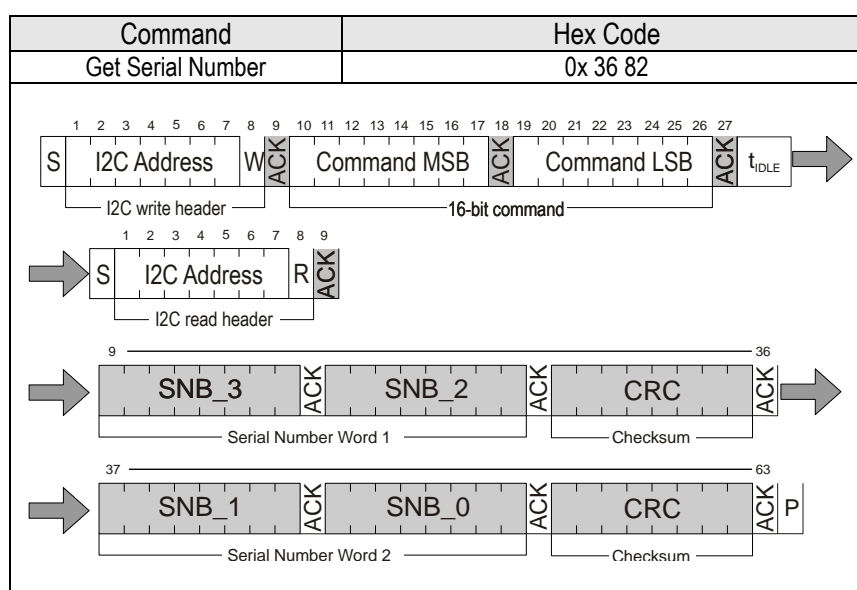 Command Hex Code
Get Serial Number 0x 36 82
1 2 3 4 5 6 7 8 9 10 11 12 13 14 15 16 17 18 19 20 21 22 23 24 25 26 27
S I2C Address W ACK Command MSB ACK Command LSB ACK tIDLE
I2C write header 16-bit command
1 2 3 4 5 6 7 8 9
S I2C Address R ACK
I2C read header
9 36
SNB_3 ACK SNB_2 ACK CRC ACK
Serial Number Word 1 Checksum
37 63
SNB_1 ACK SNB_0 ACK CRC ACK P
Serial Number Word 2 Checksum